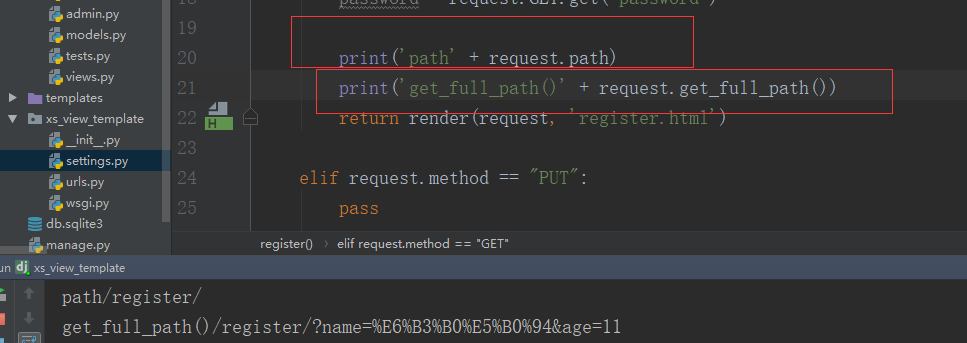 admin.py
models.py
tests.py
views.py
templates
xs_view_template
__init__.py
settings.py
urls.py
wsgi.py
db.sqlite3
manage.py
password = request.GET.get('password')
19
20 print('path' + request.path)
21 print('get_full_path()' + request.get_full_path())
22 return render(request, 'register.html')
23
24 elif request.method == "PUT":
25 pass
register() › elif request.method == "GET"
un dj xs_view_template
path/register/
get_full_path()/register/?name=%E6%B3%B0%E5%B0%94&age=11